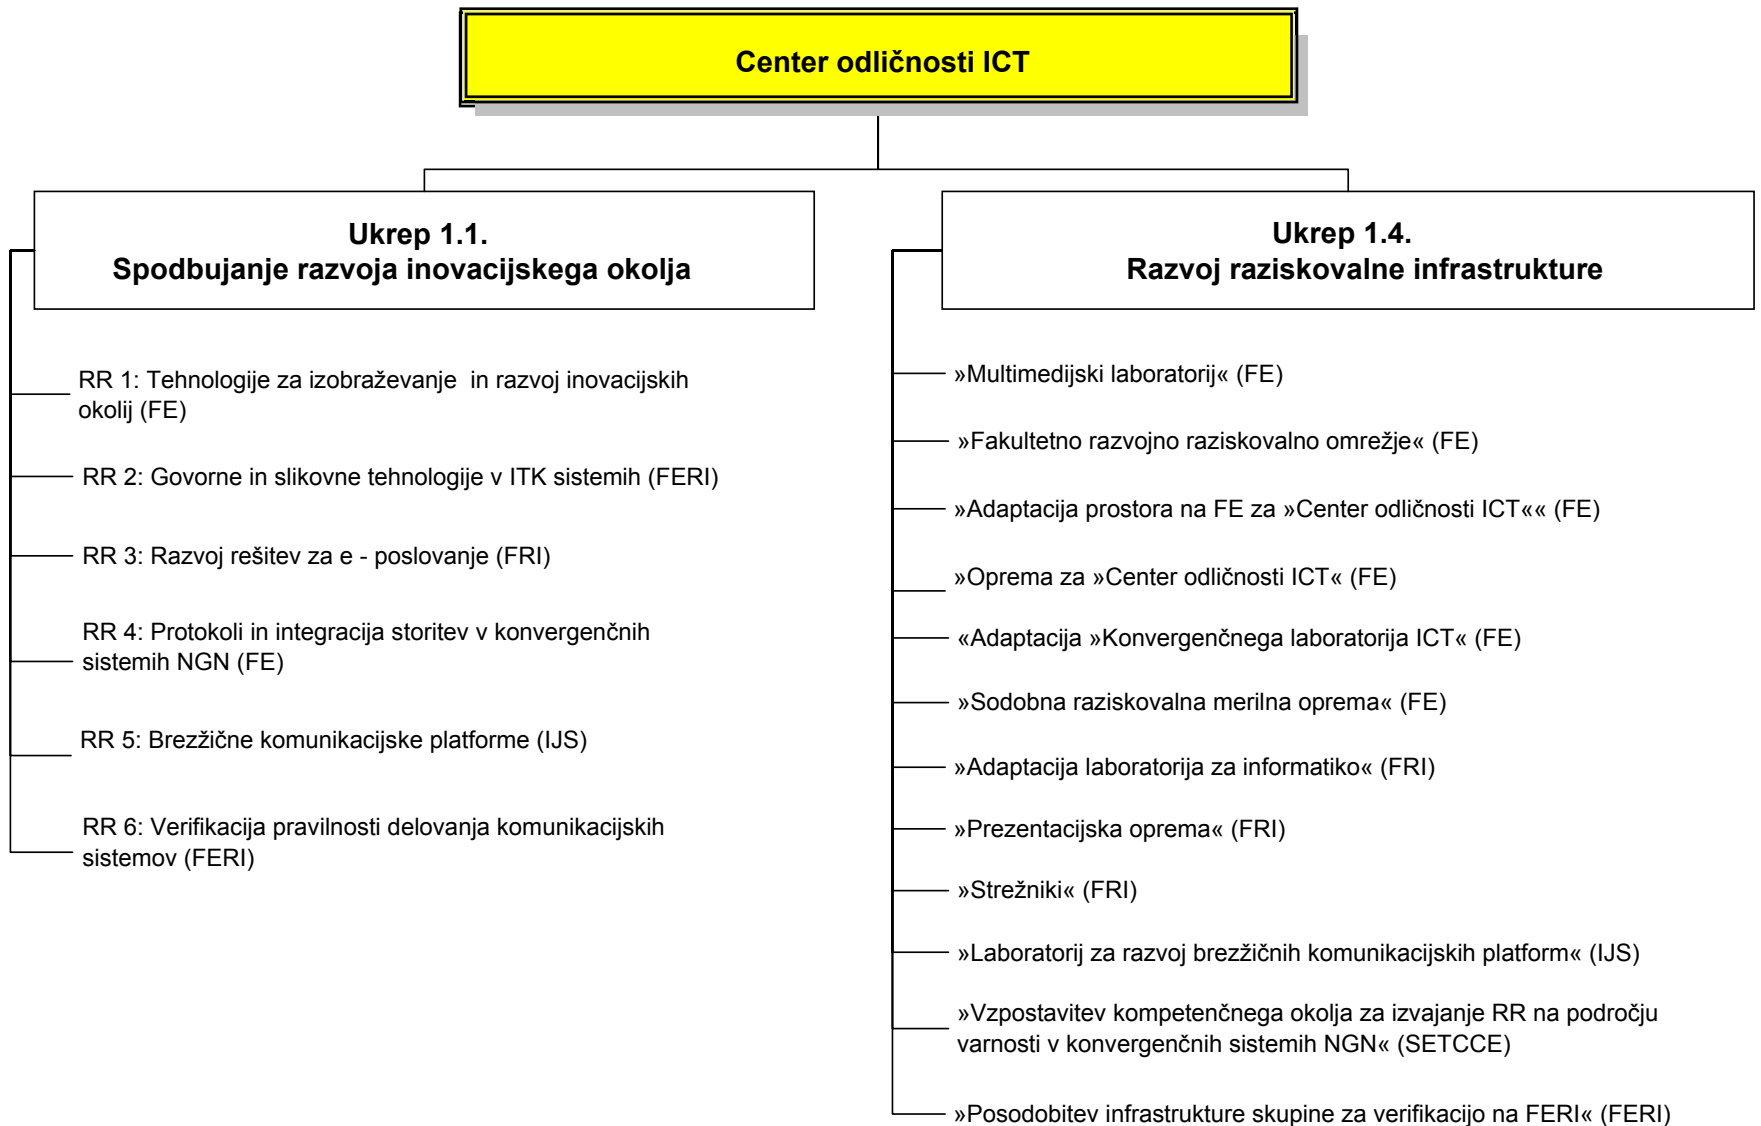 Center odličnosti ICT
Ukrep 1.1.
Spodbujanje razvoja inovacijskega okolja
RR 1: Tehnologije za izobraževanje  in razvoj inovacijskih
okolij (FE)
RR 2: Govorne in slikovne tehnologije v ITK sistemih (FERI)
RR 3: Razvoj rešitev za e - poslovanje (FRI)
RR 4: Protokoli in integracija storitev v konvergenčnih
sistemih NGN (FE)
RR 5: Brezžične komunikacijske platforme (IJS)
RR 6: Verifikacija pravilnosti delovanja komunikacijskih
sistemov (FERI)
Ukrep 1.4.
Razvoj raziskovalne infrastrukture
»Multimedijski laboratorij« (FE)
»Fakultetno razvojno raziskovalno omrežje« (FE)
»Adaptacija prostora na FE za »Center odličnosti ICT«« (FE)
»Oprema za »Center odličnosti ICT« (FE)
«Adaptacija »Konvergenčnega laboratorija ICT« (FE)
»Sodobna raziskovalna merilna oprema« (FE)
»Adaptacija laboratorija za informatiko« (FRI)
»Prezentacijska oprema« (FRI)
»Strežniki« (FRI)
»Laboratorij za razvoj brezžičnih komunikacijskih platform« (IJS)
»Vzpostavitev kompetenčnega okolja za izvajanje RR na področju
varnosti v konvergenčnih sistemih NGN« (SETCCE)
»Posodobitev infrastrukture skupine za verifikacijo na FERI« (FERI)